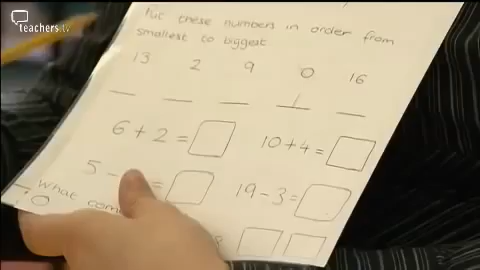 teachers.tv
Put these numbers in order from
smallest to biggest
13 2 9 0 16
6 + 2 =
10 + 4 =
5 - =
19 - 3 =
What